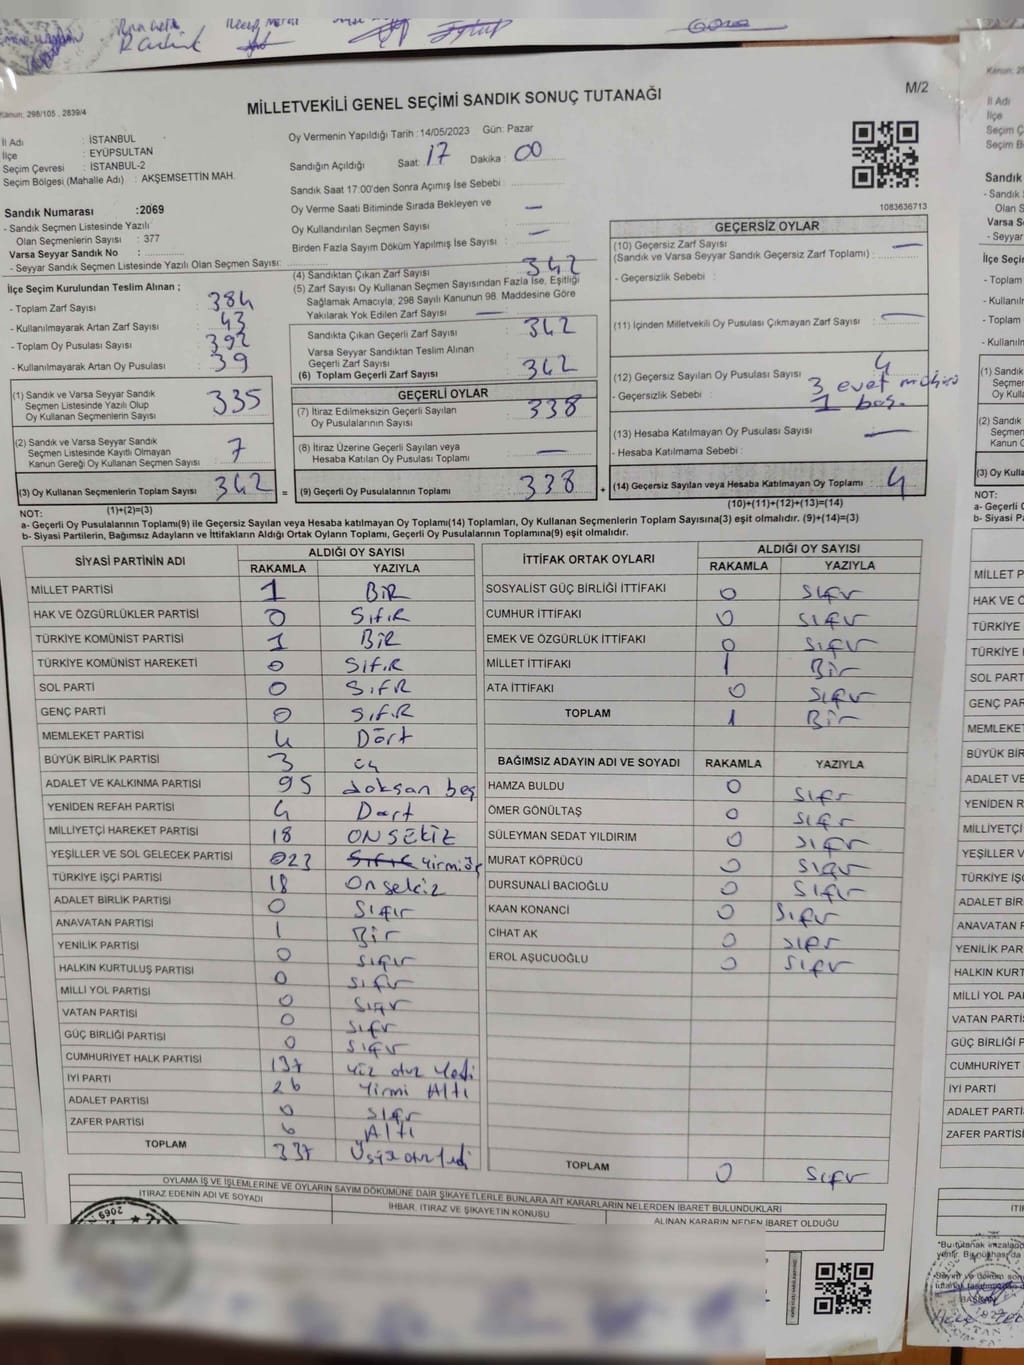 Kanun: 298/105 , 2839/4
MİLLETVEKİLİ GENEL SEÇİMİ SANDIK SONUÇ TUTANAĞI
M/2
İl Adı : İSTANBUL
İlçe : EYÜPSULTAN
Seçim Çevresi : İSTANBUL-2
Seçim Bölgesi (Mahalle Adı) : AKŞEMSETTİN MAH.
Oy Vermenin Yapıldığı Tarih : 14/05/2023 Gün: Pazar
Sandığın Açıldığı Saat: 17 Dakika : 00
Sandık Saat 17:00'den Sonra Açımış İse Sebebi :
Oy Verme Saati Bitiminde Sırada Bekleyen ve
Oy Kullandırılan Seçmen Sayısı : —
Birden Fazla Sayım Döküm Yapılmış İse Sayısı : —
1083636713
Sandık Numarası :2069
- Sandık Seçmen Listesinde Yazılı
Olan Seçmenlerin Sayısı : 377
Varsa Seyyar Sandık No :
- Seyyar Sandık Seçmen Listesinde Yazılı Olan Seçmen Sayısı:
İlçe Seçim Kurulundan Teslim Alınan ;
- Toplam Zarf Sayısı : 384
- Kullanılmayarak Artan Zarf Sayısı : 43
- Toplam Oy Pusulası Sayısı : 392
- Kullanılmayarak Artan Oy Pusulası : 39
(1) Sandık ve Varsa Seyyar Sandık
Seçmen Listesinde Yazılı Olup
Oy Kullanan Seçmenlerin Sayısı : 335
(2) Sandık ve Varsa Seyyar Sandık
Seçmen Listesinde Kayıtlı Olmayan
Kanun Gereği Oy Kullanan Seçmen Sayısı : 7
(3) Oy Kullanan Seçmenlerin Toplam Sayısı : 342 =
(1)+(2)=(3)
(4) Sandıktan Çıkan Zarf Sayısı : 342
(5) Zarf Sayısı Oy Kullanan Seçmen Sayısından Fazla İse, Eşitliği
Sağlamak Amacıyla, 298 Sayılı Kanunun 98. Maddesine Göre
Yakılarak Yok Edilen Zarf Sayısı : —
Sandıkta Çıkan Geçerli Zarf Sayısı : 342
Varsa Seyyar Sandıktan Teslim Alınan
Geçerli Zarf Sayısı
(6) Toplam Geçerli Zarf Sayısı : 342
GEÇERLİ OYLAR
(7) İtiraz Edilmeksizin Geçerli Sayılan
Oy Pusulalarının Sayısı : 338
(8) İtiraz Üzerine Geçerli Sayılan veya
Hesaba Katılan Oy Pusulası Toplamı : —
(9) Geçerli Oy Pusulalarının Toplamı : 338 +
GEÇERSİZ OYLAR
(10) Geçersiz Zarf Sayısı —
(Sandık ve Varsa Seyyar Sandık Geçersiz Zarf Toplamı) :
- Geçersizlik Sebebi :
(11) İçinden Milletvekili Oy Pusulası Çıkmayan Zarf Sayısı : —
(12) Geçersiz Sayılan Oy Pusulası Sayısı : 4
- Geçersizlik Sebebi : 3 evet mührü
1 boş.
(13) Hesaba Katılmayan Oy Pusulası Sayısı : —
- Hesaba Katılmama Sebebi :
(14) Geçersiz Sayılan veya Hesaba Katılmayan Oy Toplamı : 4
(10)+(11)+(12)+(13)=(14)
NOT:
a- Geçerli Oy Pusulalarının Toplamı(9) ile Geçersiz Sayılan veya Hesaba katılmayan Oy Toplamı(14) Toplamları, Oy Kullanan Seçmenlerin Toplam Sayısına(3) eşit olmalıdır. (9)+(14)=(3)
b- Siyasi Partilerin, Bağımsız Adayların ve İttifakların Aldığı Ortak Oyların Toplamı, Geçerli Oy Pusulalarının Toplamına(9) eşit olmalıdır.
SİYASİ PARTİNİN ADI ALDIĞI OY SAYISI
RAKAMLA YAZIYLA
MİLLET PARTİSİ 1 BİR
HAK VE ÖZGÜRLÜKLER PARTİSİ 0 SıfıR
TÜRKİYE KOMÜNİST PARTİSİ 1 BİR
TÜRKİYE KOMÜNİST HAREKETİ 0 SıfıR
SOL PARTİ 0 SıfıR
GENÇ PARTİ 0 SıfıR
MEMLEKET PARTİSİ 4 Dört
BÜYÜK BİRLİK PARTİSİ 3 üç
ADALET VE KALKINMA PARTİSİ 95 doksan beş
YENİDEN REFAH PARTİSİ 4 Dört
MİLLİYETÇİ HAREKET PARTİSİ 18 ON SEKİZ
YEŞİLLER VE SOL GELECEK PARTİSİ 023 Sıfır Yirmi üç
TÜRKİYE İŞÇİ PARTİSİ 18 On sekiz
ADALET BİRLİK PARTİSİ 0 Sıfır
ANAVATAN PARTİSİ 1 Bir
YENİLİK PARTİSİ 0 sıfır
HALKIN KURTULUŞ PARTİSİ 0 sıfır
MİLLİ YOL PARTİSİ 0 sıfır
VATAN PARTİSİ 0 sıfır
GÜÇ BİRLİĞİ PARTİSİ 0 sıfır
CUMHURİYET HALK PARTİSİ 137 Yüz otuz Yedi
İYİ PARTİ 26 Yirmi Altı
ADALET PARTİSİ 0 sıfır
ZAFER PARTİSİ 6 Altı
TOPLAM 337 Üçyüz otuz yedi
İTTİFAK ORTAK OYLARI ALDIĞI OY SAYISI
RAKAMLA YAZIYLA
SOSYALİST GÜÇ BİRLİĞİ İTTİFAKI 0 sıfır
CUMHUR İTTİFAKI 0 sıfır
EMEK VE ÖZGÜRLÜK İTTİFAKI 0 sıfır
MİLLET İTTİFAKI 1 Bir
ATA İTTİFAKI 0 sıfır
TOPLAM 1 Bir
BAĞIMSIZ ADAYIN ADI VE SOYADI RAKAMLA YAZIYLA
HAMZA BULDU 0 sıfır
ÖMER GÖNÜLTAŞ 0 sıfır
SÜLEYMAN SEDAT YILDIRIM 0 sıfır
MURAT KÖPRÜCÜ 0 sıfır
DURSUNALİ BACIOĞLU 0 sıfır
KAAN KONANCİ 0 sıfır
CİHAT AK 0 sıfır
EROL AŞUCUOĞLU 0 sıfır
TOPLAM 0 sıfır
OYLAMA İŞ VE İŞLEMLERİNE VE OYLARIN SAYIM DÖKÜMÜNE DAİR ŞİKAYETLERLE BUNLARA AİT KARARLARIN NELERDEN İBARET BULUNDUKLARI
İTİRAZ EDENİN ADI VE SOYADI İHBAR, İTİRAZ VE ŞİKAYETİN KONUSU ALINAN KARARIN NEDEN İBARET OLDUĞU